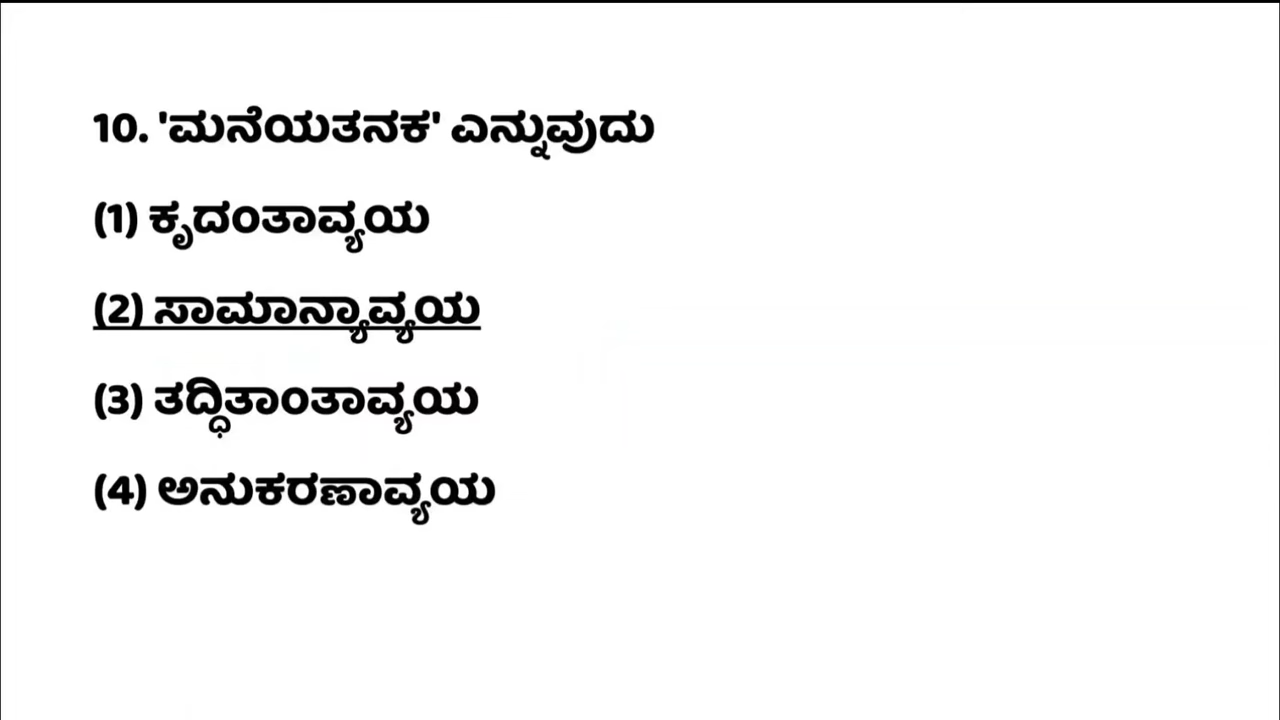 10. 'ಮನೆಯತನಕ' ಎನ್ನುವುದು
(1) ಕೃದಂತಾವ್ಯಯ
(2) ಸಾಮಾನ್ಯಾವ್ಯಯ
(3) ತದ್ಧಿತಾಂತಾವ್ಯಯ
(4) ಅನುಕರಣಾವ್ಯಯ